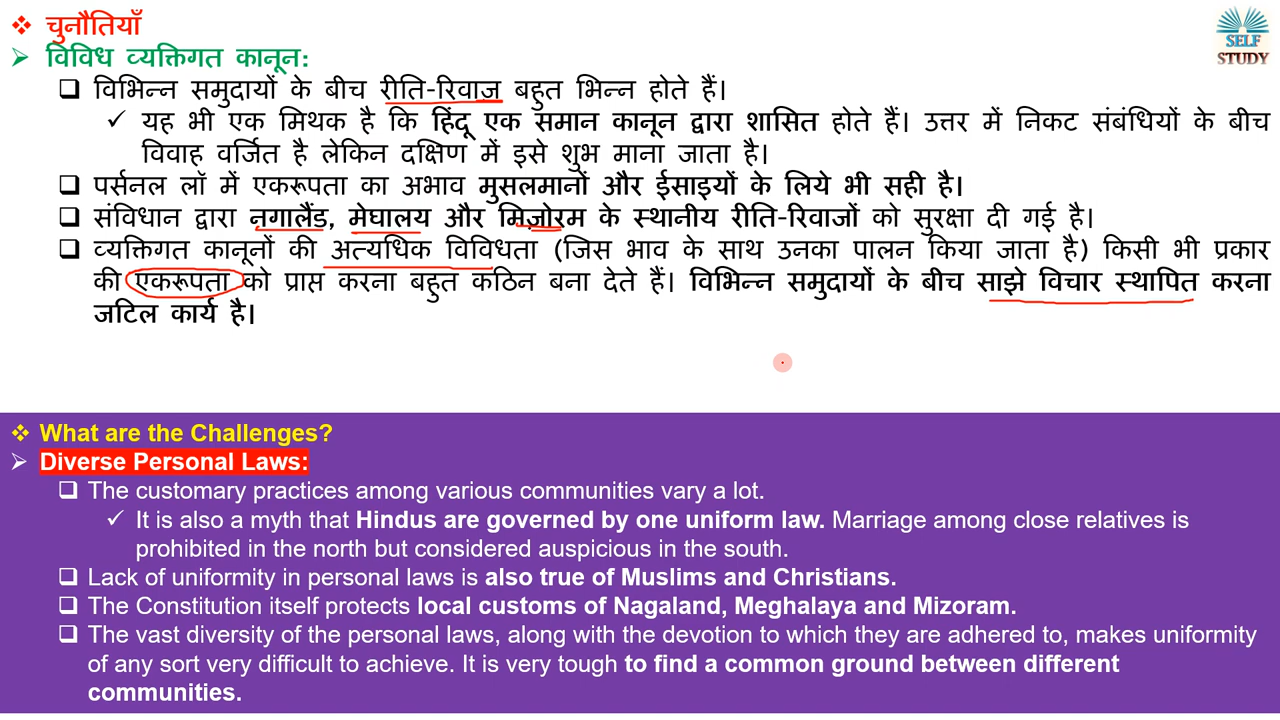 ❖ चुनौतियाँ
SELF
STUDY
➢ विविध व्यक्तिगत कानून:
❑ विभिन्न समुदायों के बीच रीति-रिवाज बहुत भिन्न होते हैं।
✓ यह भी एक मिथक है कि हिंदू एक समान कानून द्वारा शासित होते हैं। उत्तर में निकट संबंधियों के बीच
विवाह वर्जित है लेकिन दक्षिण में इसे शुभ माना जाता है।
❑ पर्सनल लॉ में एकरूपता का अभाव मुसलमानों और ईसाइयों के लिये भी सही है।
❑ संविधान द्वारा नगालैंड, मेघालय और मिज़ोरम के स्थानीय रीति-रिवाजों को सुरक्षा दी गई है।
❑ व्यक्तिगत कानूनों की अत्यधिक विविधता (जिस भाव के साथ उनका पालन किया जाता है) किसी भी प्रकार
की एकरूपता को प्राप्त करना बहुत कठिन बना देते हैं। विभिन्न समुदायों के बीच साझे विचार स्थापित करना
जटिल कार्य है।
❖ What are the Challenges?
➢ Diverse Personal Laws:
❑ The customary practices among various communities vary a lot.
✓ It is also a myth that Hindus are governed by one uniform law. Marriage among close relatives is
prohibited in the north but considered auspicious in the south.
❑ Lack of uniformity in personal laws is also true of Muslims and Christians.
❑ The Constitution itself protects local customs of Nagaland, Meghalaya and Mizoram.
❑ The vast diversity of the personal laws, along with the devotion to which they are adhered to, makes uniformity
of any sort very difficult to achieve. It is very tough to find a common ground between different
communities.